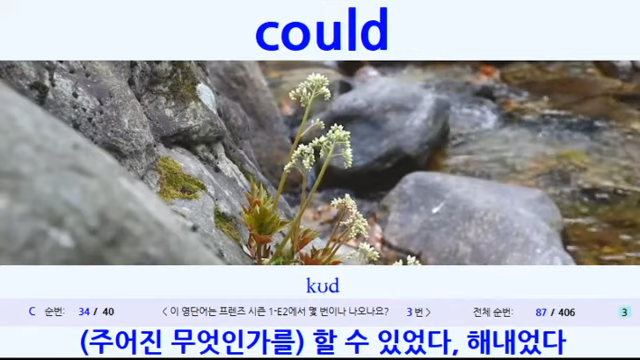 could
kʊd
C 순번: 34 / 40 < 이 영단어는 프렌즈 시즌 1-E2에서 몇 번이나 나오나요? 3 번 > 전체 순번: 87 / 406 3
(주어진 무엇인가를) 할 수 있었다, 해내었다